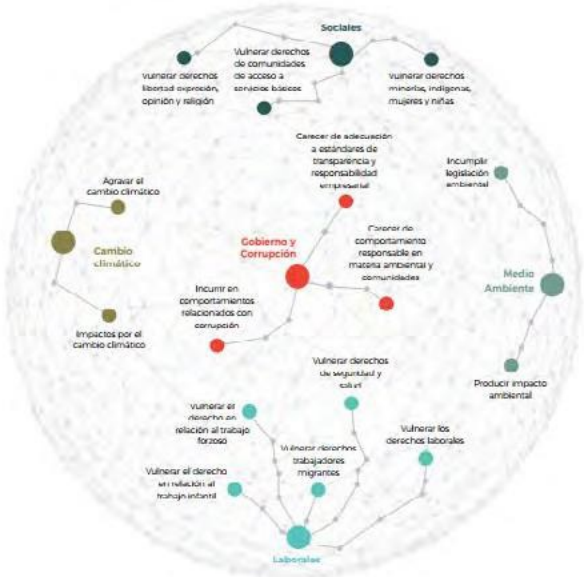 Sociales
Vulnerar derechos
libertad expresión,
opinión y religión
Vulnerar derechos
de comunidades
de acceso a
servicios básicos
Vulnerar derechos
minerías, indígenas,
mujeres y niñas
Carecer de adecuación
a estándares de
transparencia y
responsabilidad
empresarial
Incumplir
legislación
ambiental
Agravar el
cambio climático
Cambio
climático
Gobierno y
Corrupción
Carecer de
comportamiento
responsable en
materia ambiental y
comunidades
Medio
Ambiente
Incurrir en
comportamientos
relacionados con
corrupción
Impactos por el
cambio climático
Vulnerar derechos
de seguridad y
salud
Producir impacto
ambiental
Vulnerar el
derecho en
relación al trabajo
forzoso
Vulnerar derechos
trabajadores
migrantes
Vulnerar los
derechos laborales
Vulnerar el derecho
en relación al
trabajo infantil
Laborales